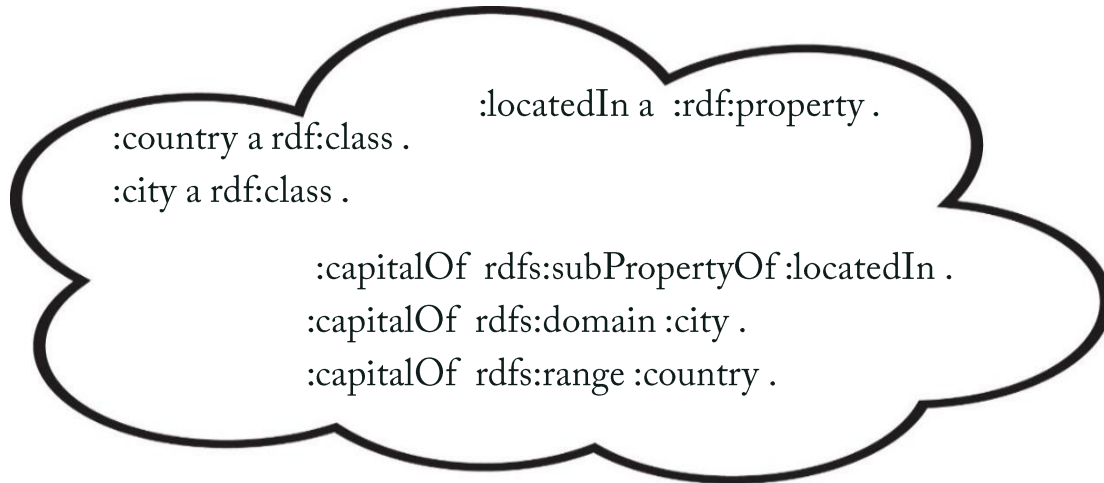 :locatedIn a :rdf:property .
:country a rdf:class .
:city a rdf:class .
:capitalOf rdfs:subPropertyOf :locatedIn .
:capitalOf rdfs:domain :city .
:capitalOf rdfs:range :country .